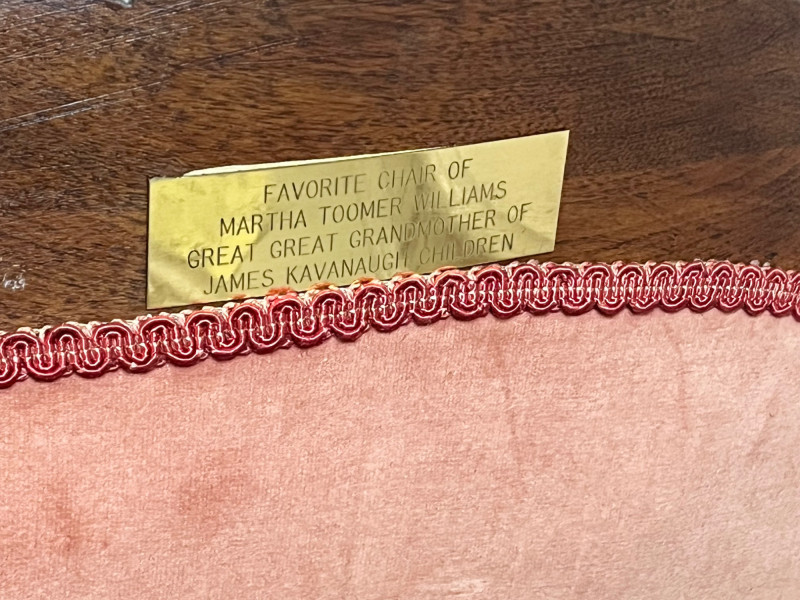 FAVORITE CHAIR OF
MARTHA TOOMER WILLIAMS
GREAT GREAT GRANDMOTHER OF
JAMES KAVANAUGH CHILDREN